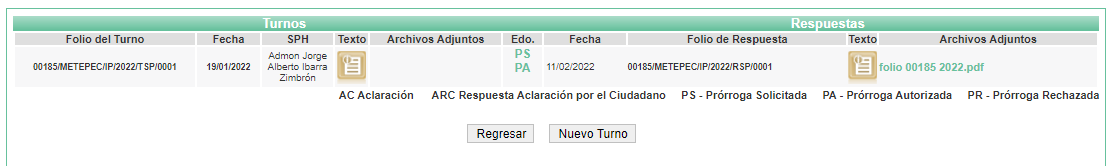 Turnos Respuestas
Folio del Turno Fecha SPH Texto Archivos Adjuntos Edo. Fecha Folio de Respuesta Texto Archivos Adjuntos
00185/METEPEC/IP/2022/TSP/0001 19/01/2022 Admon Jorge Alberto Ibarra Zimbrón PS PA 11/02/2022 00185/METEPEC/IP/2022/RSP/0001 folio 00185 2022.pdf
AC Aclaración ARC Respuesta Aclaración por el Ciudadano PS - Prórroga Solicitada PA - Prórroga Autorizada PR - Prórroga Rechazada
Regresar Nuevo Turno